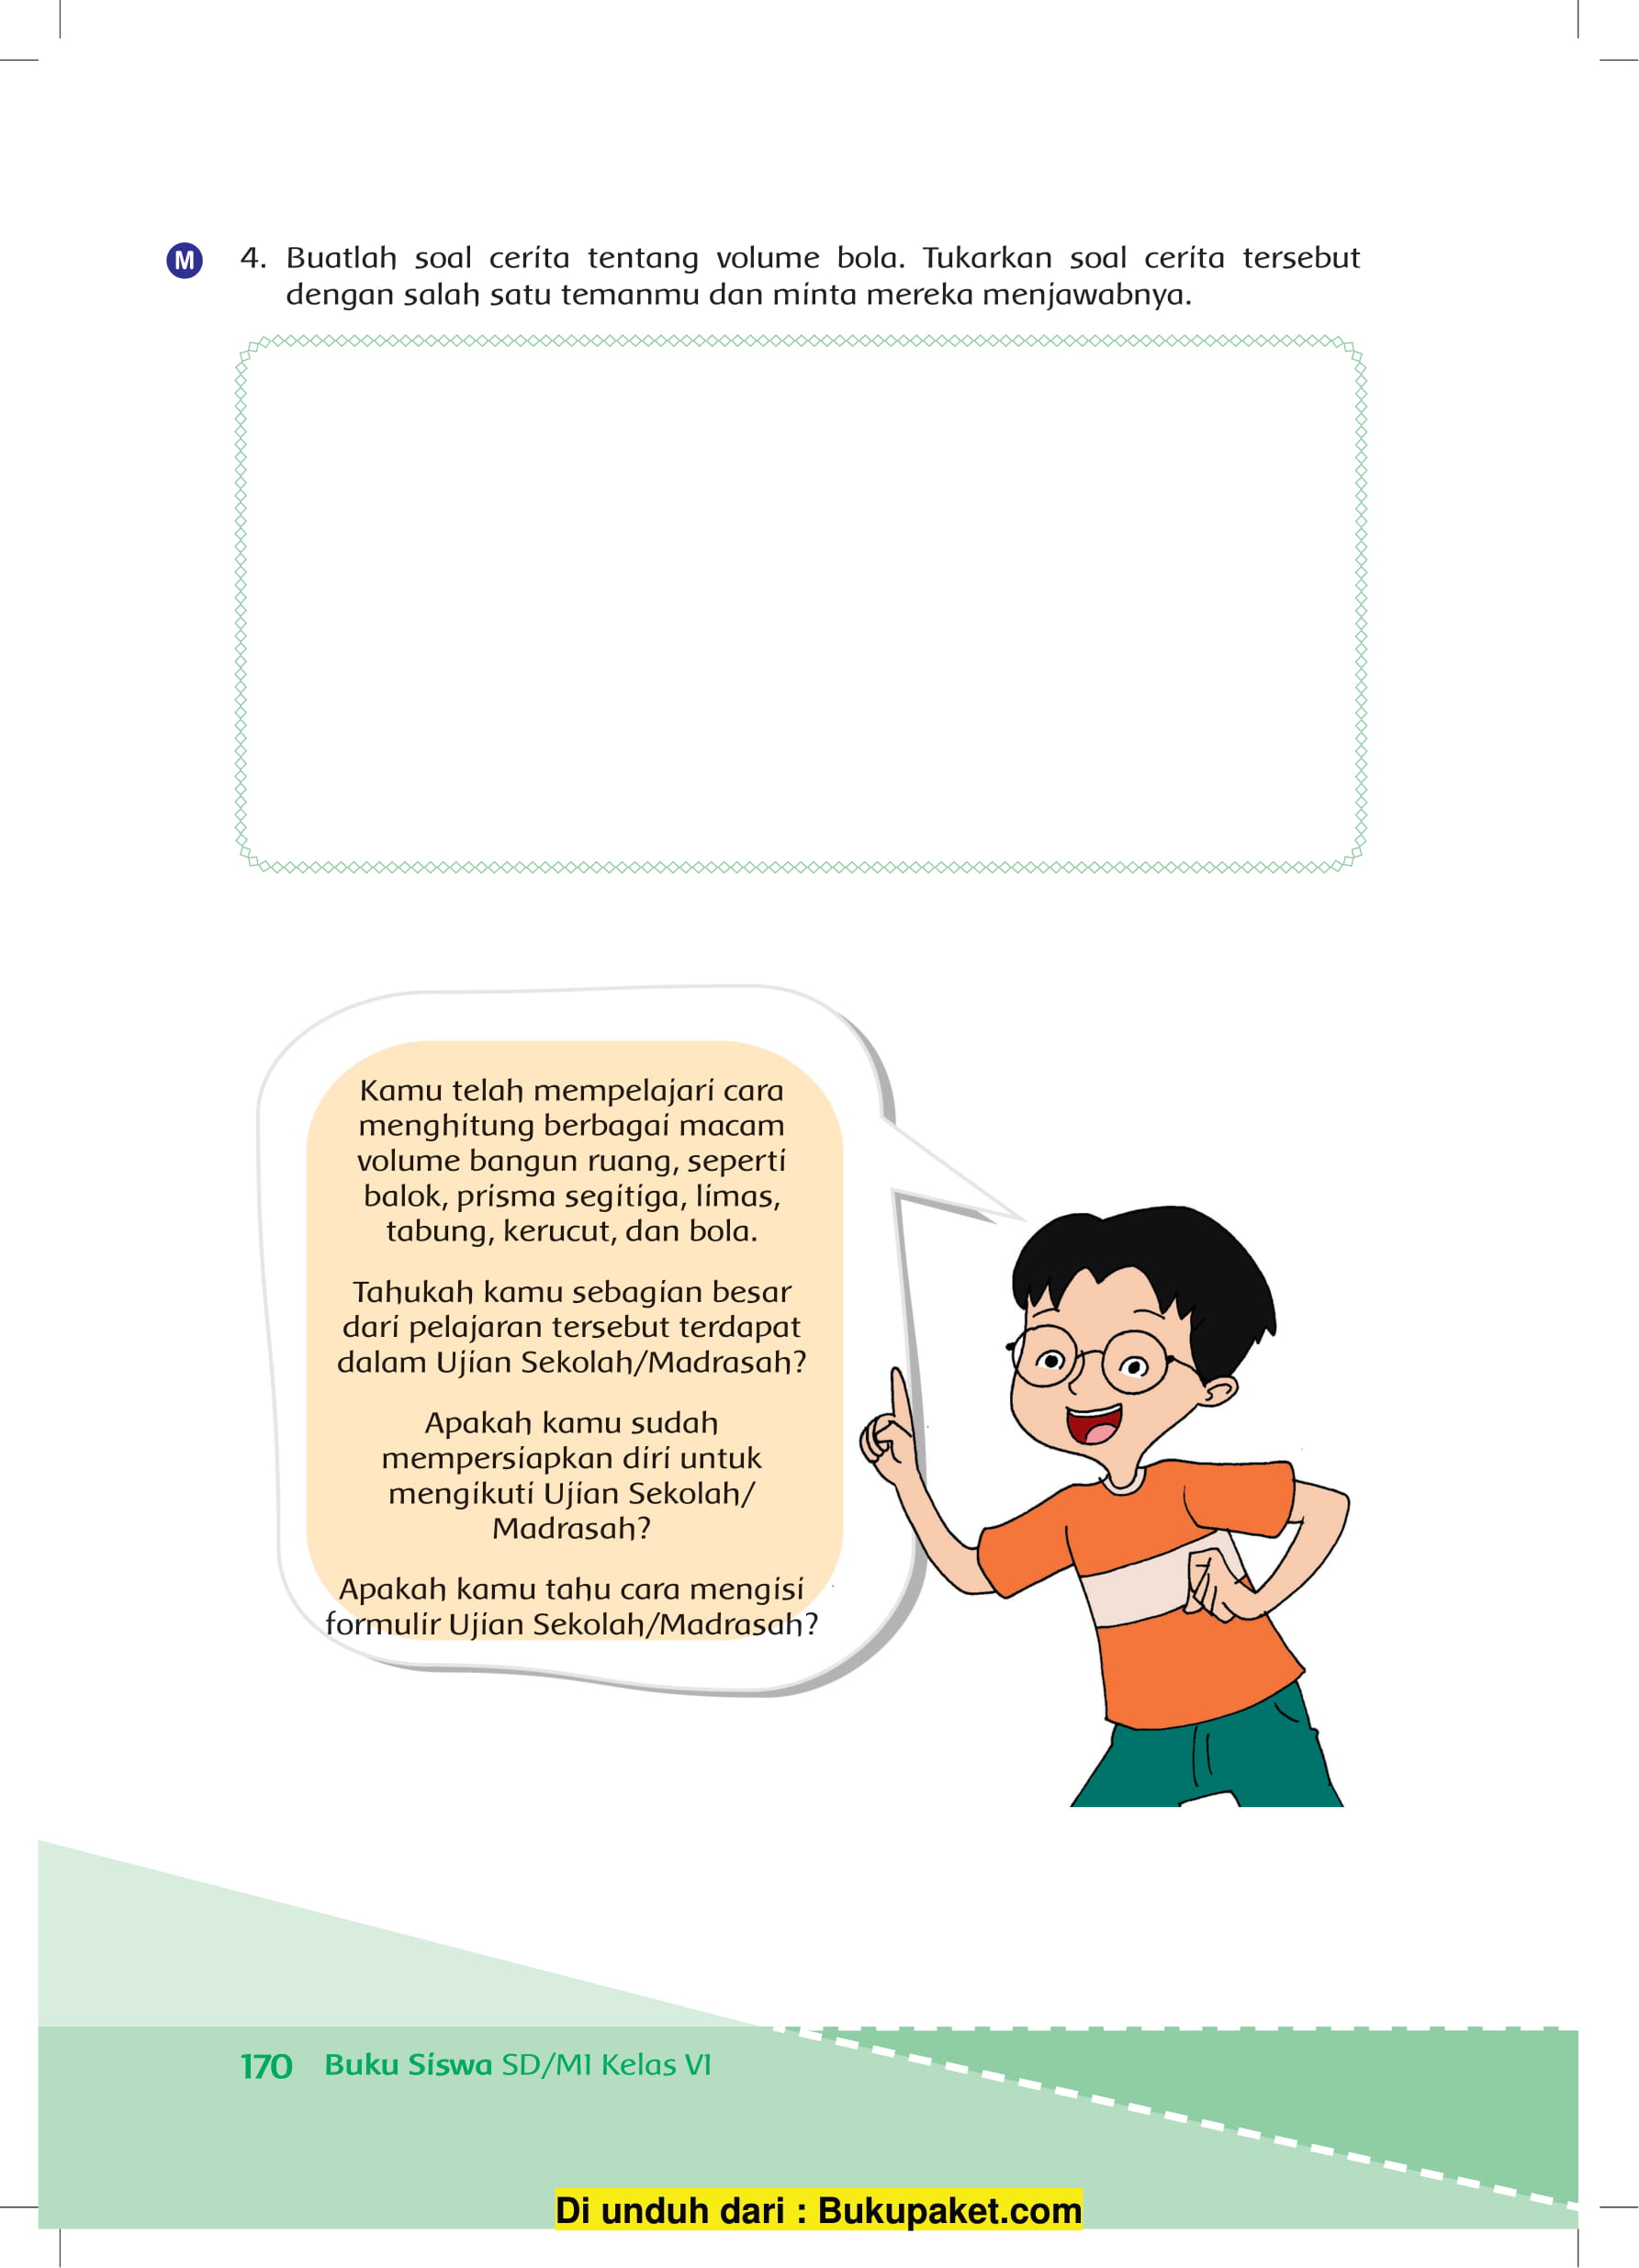 M 4. Buatlah soal cerita tentang volume bola. Tukarkan soal cerita tersebut
dengan salah satu temanmu dan minta mereka menjawabnya.
Kamu telah mempelajari cara
menghitung berbagai macam
volume bangun ruang, seperti
balok, prisma segitiga, limas,
tabung, kerucut, dan bola.
Tahukah kamu sebagian besar
dari pelajaran tersebut terdapat
dalam Ujian Sekolah/Madrasah?
Apakah kamu sudah
mempersiapkan diri untuk
mengikuti Ujian Sekolah/
Madrasah?
Apakah kamu tahu cara mengisi
formulir Ujian Sekolah/Madrasah?
170 Buku Siswa SD/MI Kelas VI
Di unduh dari : Bukupaket.com